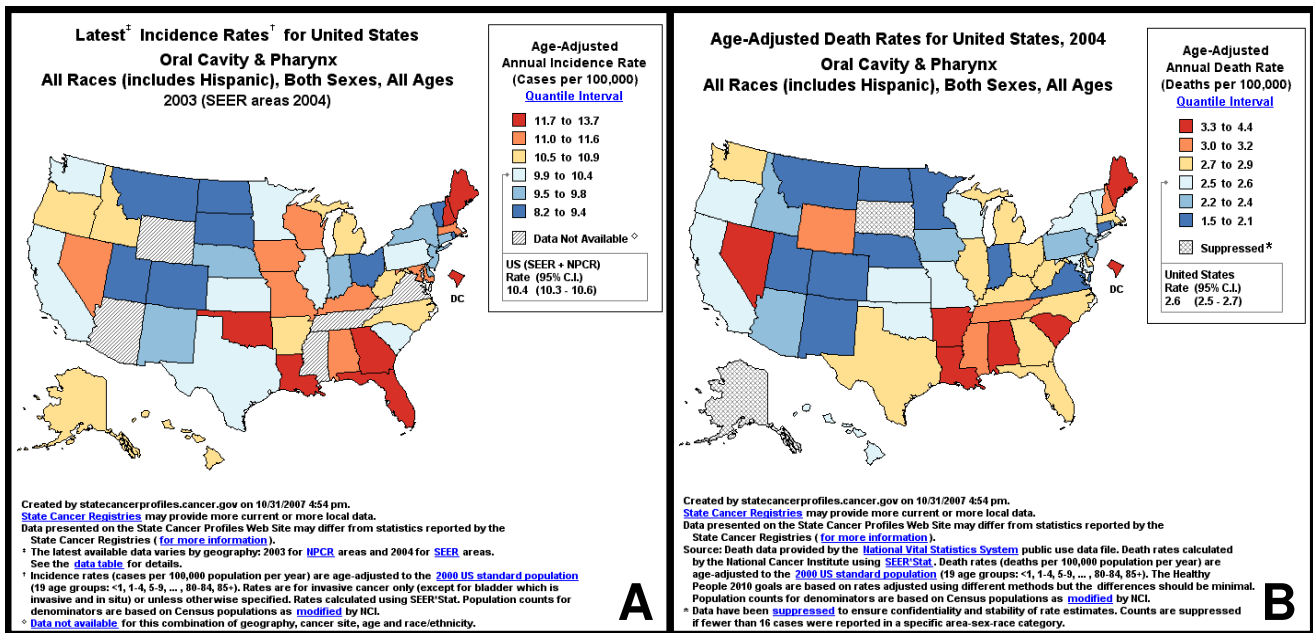 Latest‡ Incidence Rates† for United States
Oral Cavity & Pharynx
All Races (includes Hispanic), Both Sexes, All Ages
2003 (SEER areas 2004)
Age-Adjusted
Annual Incidence Rate
(Cases per 100,000)
Quantile Interval
11.7 to 13.7
11.0 to 11.6
10.5 to 10.9
9.9 to 10.4
9.5 to 9.8
8.2 to 9.4
Data Not Available ◇
US (SEER + NPCR)
Rate (95% C.I.)
10.4 (10.3 - 10.6)
DC
Created by statecancerprofiles.cancer.gov on 10/31/2007 4:54 pm.
State Cancer Registries may provide more current or more local data.
Data presented on the State Cancer Profiles Web Site may differ from statistics reported by the
State Cancer Registries ( for more information ).
‡ The latest available data varies by geography: 2003 for NPCR areas and 2004 for SEER areas.
See the data table for details.
† Incidence rates (cases per 100,000 population per year) are age-adjusted to the 2000 US standard population
(19 age groups: <1, 1-4, 5-9, ... , 80-84, 85+). Rates are for invasive cancer only (except for bladder which is
invasive and in situ) or unless otherwise specified. Rates calculated using SEER*Stat. Population counts for
denominators are based on Census populations as modified by NCI.
◇ Data not available for this combination of geography, cancer site, age and race/ethnicity.
A
Age-Adjusted Death Rates for United States, 2004
Oral Cavity & Pharynx
All Races (includes Hispanic), Both Sexes, All Ages
Age-Adjusted
Annual Death Rate
(Deaths per 100,000)
Quantile Interval
3.3 to 4.4
3.0 to 3.2
2.7 to 2.9
2.5 to 2.6
2.2 to 2.4
1.5 to 2.1
Suppressed *
United States
Rate (95% C.I.)
2.6 (2.5 - 2.7)
DC
Created by statecancerprofiles.cancer.gov on 10/31/2007 4:54 pm.
State Cancer Registries may provide more current or more local data.
Data presented on the State Cancer Profiles Web Site may differ from statistics reported by the
State Cancer Registries ( for more information ).
Source: Death data provided by the National Vital Statistics System public use data file. Death rates calculated
by the National Cancer Institute using SEER*Stat. Death rates (deaths per 100,000 population per year) are
age-adjusted to the 2000 US standard population (19 age groups: <1, 1-4, 5-9, ... , 80-84, 85+). The Healthy
People 2010 goals are based on rates adjusted using different methods but the differences should be minimal.
Population counts for denominators are based on Census populations as modified by NCI.
* Data have been suppressed to ensure confidentiality and stability of rate estimates. Counts are suppressed
if fewer than 16 cases were reported in a specific area-sex-race category.
B